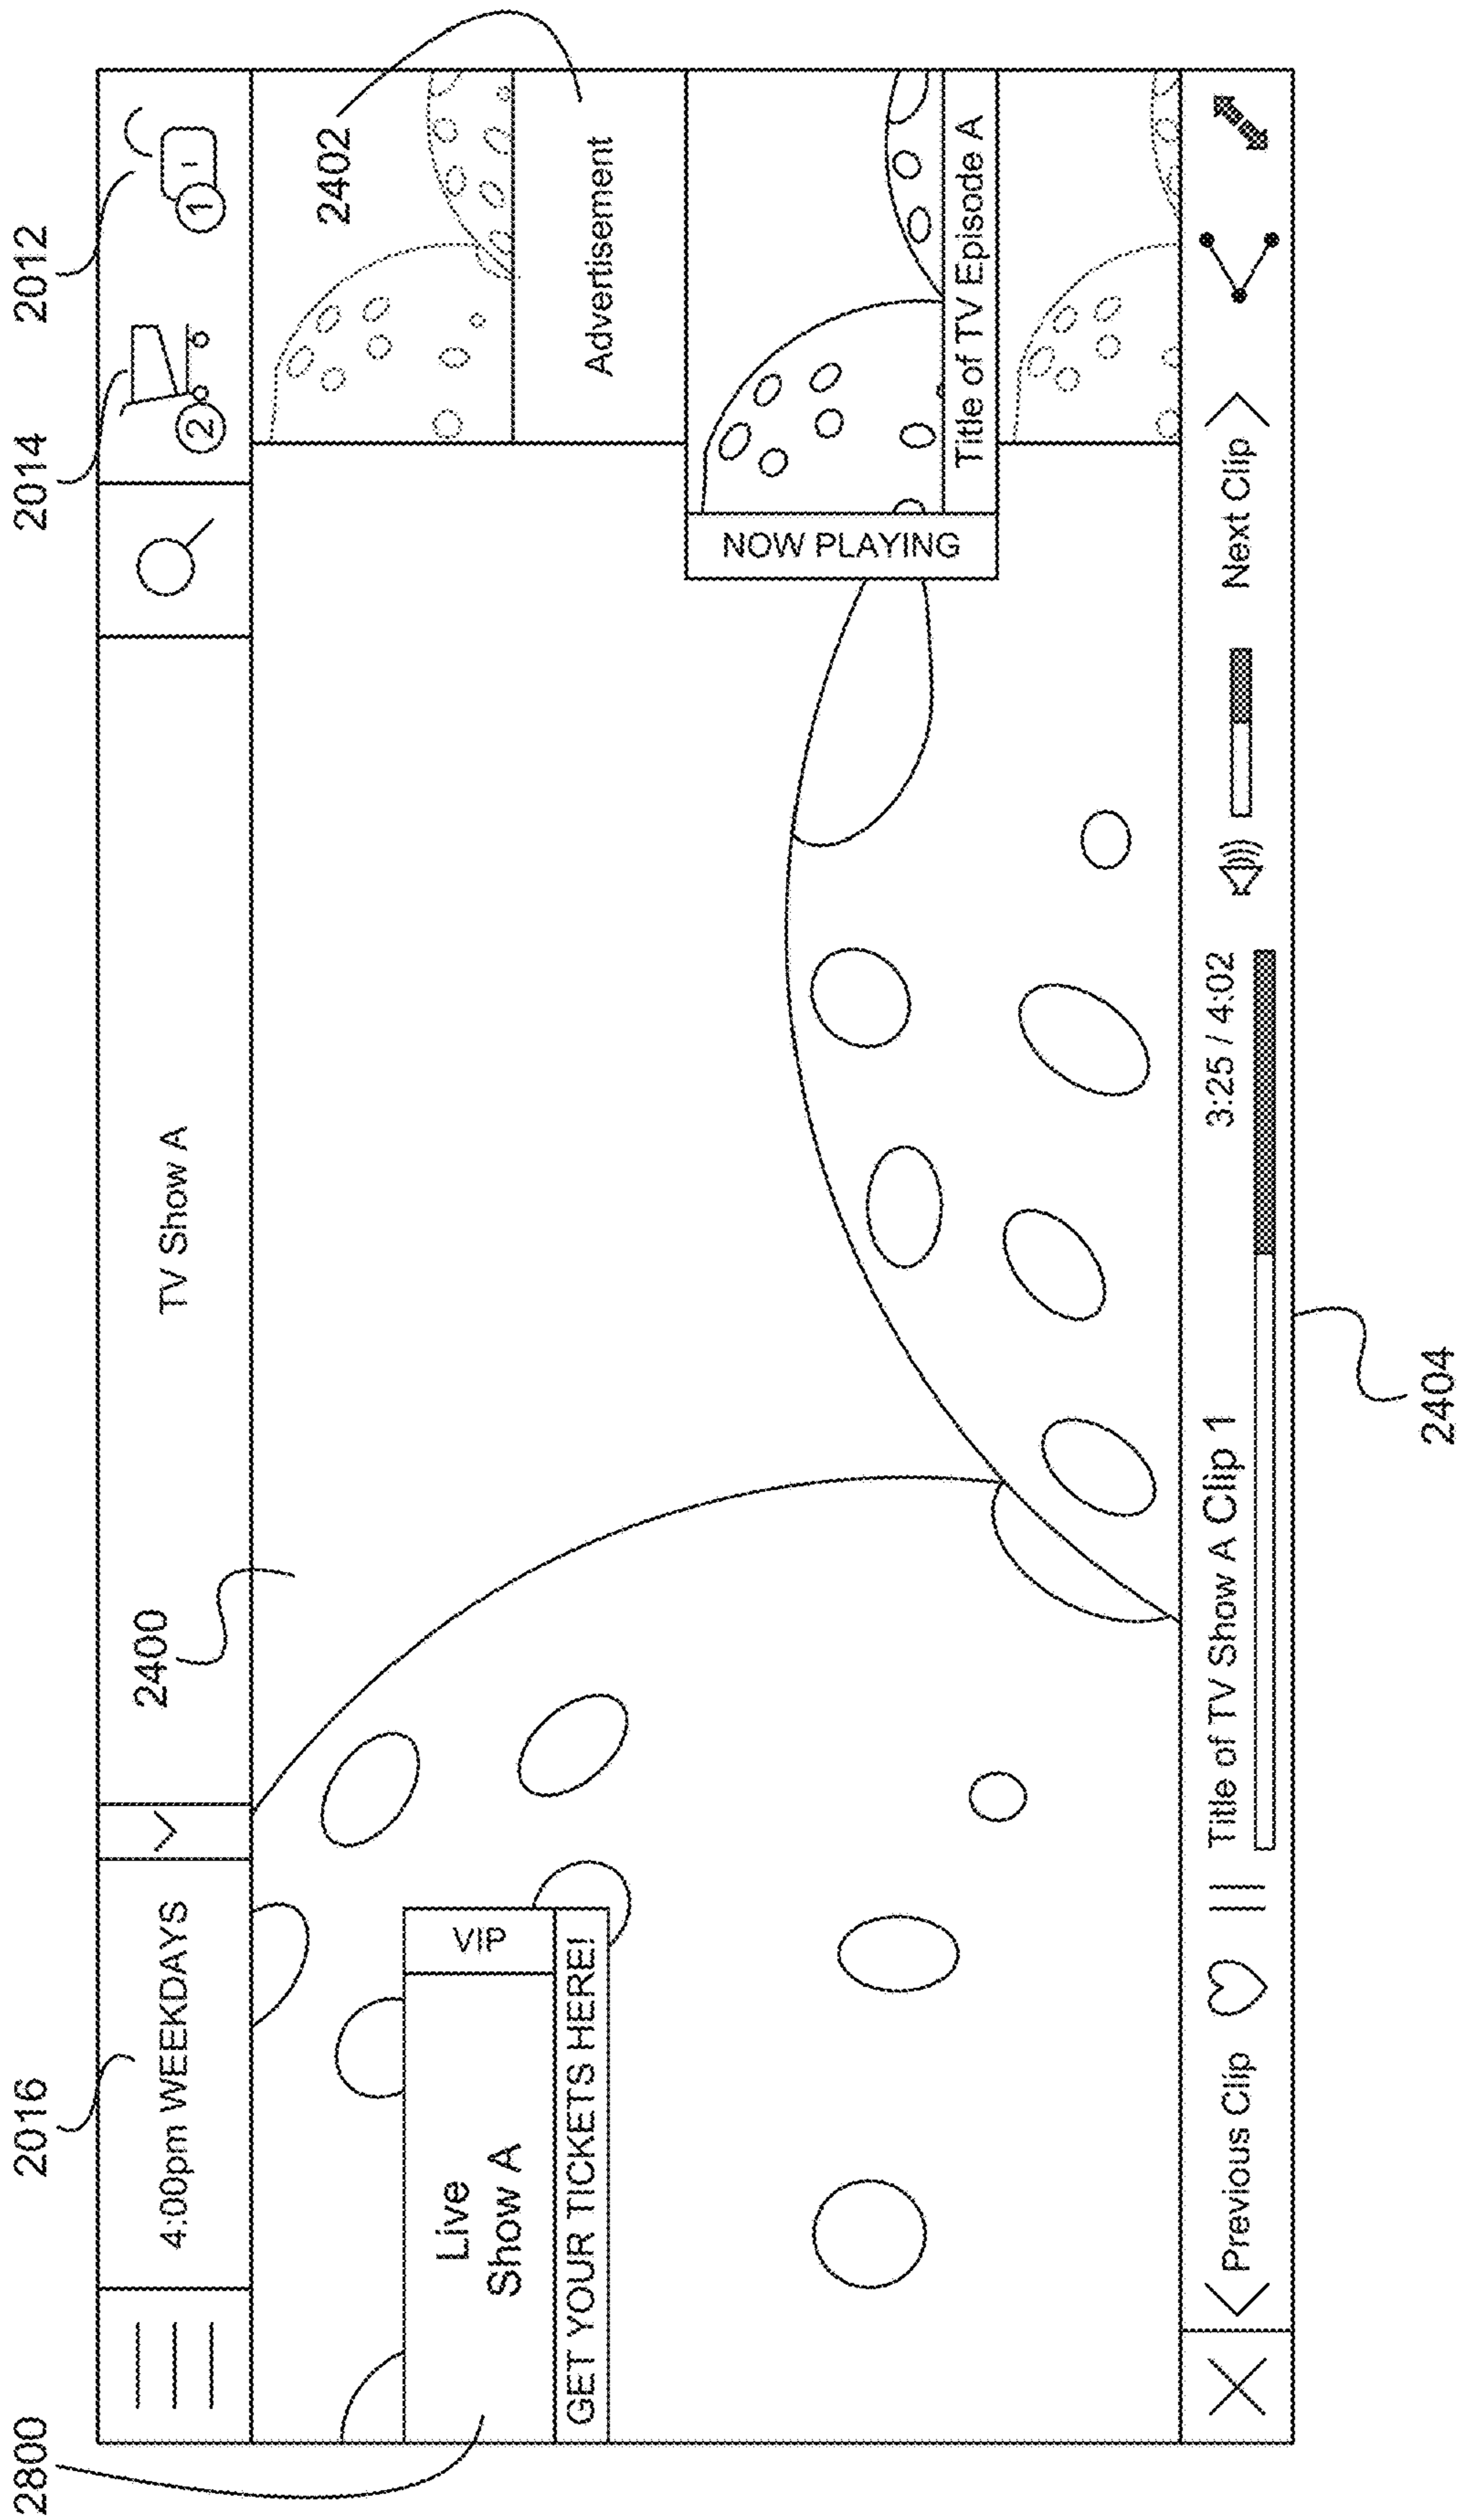 2800
2016
2014
2012
4:00pm WEEKDAYS
TV Show A
2
1
2400
2402
Live
Show A
VIP
GET YOUR TICKETS HERE!
Advertisement
NOW PLAYING
Title of TV Episode A
Previous Clip
Title of TV Show A Clip 1
3:25 / 4:02
Next Clip
2404